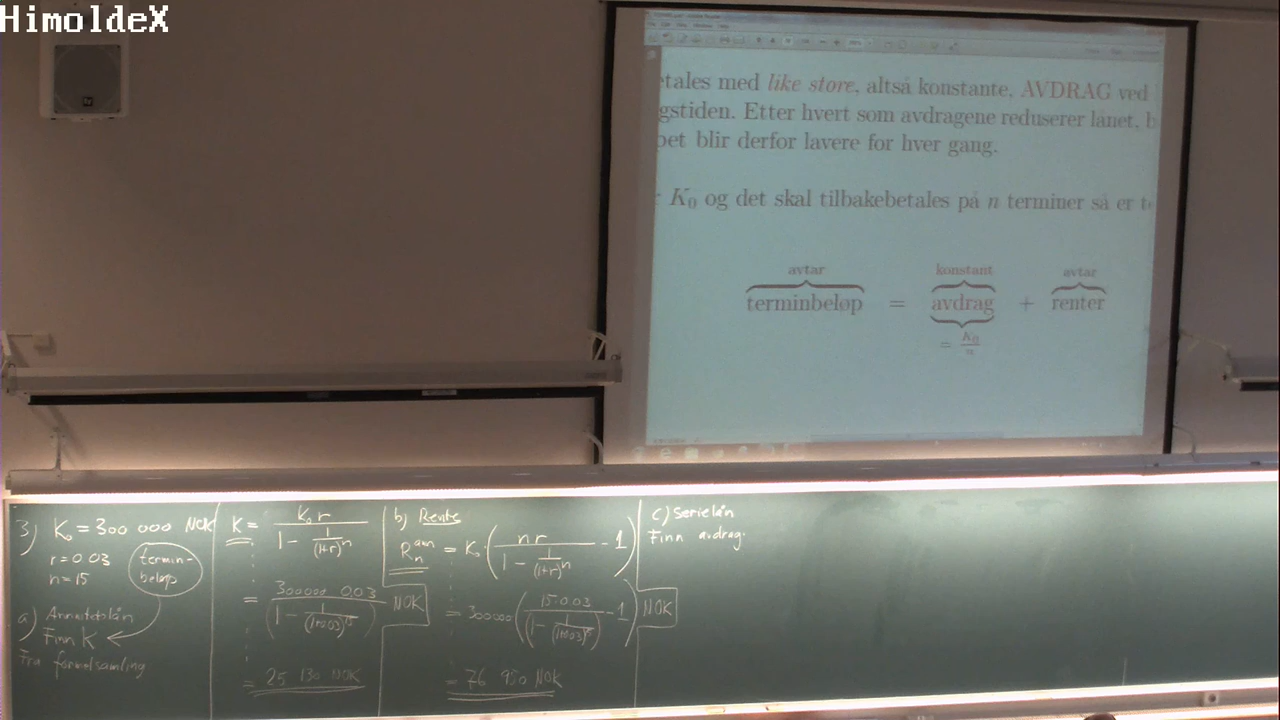 HimoldeX
etales med like store, altså konstante, AVDRAG ved
gstiden. Etter hvert som avdragene reduserer lånet, b
pet blir derfor lavere for hver gang.
r K₀ og det skal tilbakebetales på n terminer så er te
avtar konstant avtar
terminbeløp = avdrag + renter
= K₀/n
3) K₀ = 300 000 NOK
r = 0.03
n = 15
termin-
beløp
a) Annuitetslån
Finn K
Fra formelsamling
K = K₀ r / (1 - 1/(1+r)ⁿ)
= 300000 · 0,03 / (1 - 1/(1+0.03)¹⁵) NOK
= 25 130 NOK
b) Rente
Rₙᵃⁿⁿ = K₀ · (n r / (1 - 1/(1+r)ⁿ) - 1)
= 300000 (15·0.03 / (1 - 1/(1+0.03)¹⁵) - 1) NOK
= 76 950 NOK
c) Serielån
Finn avdrag.